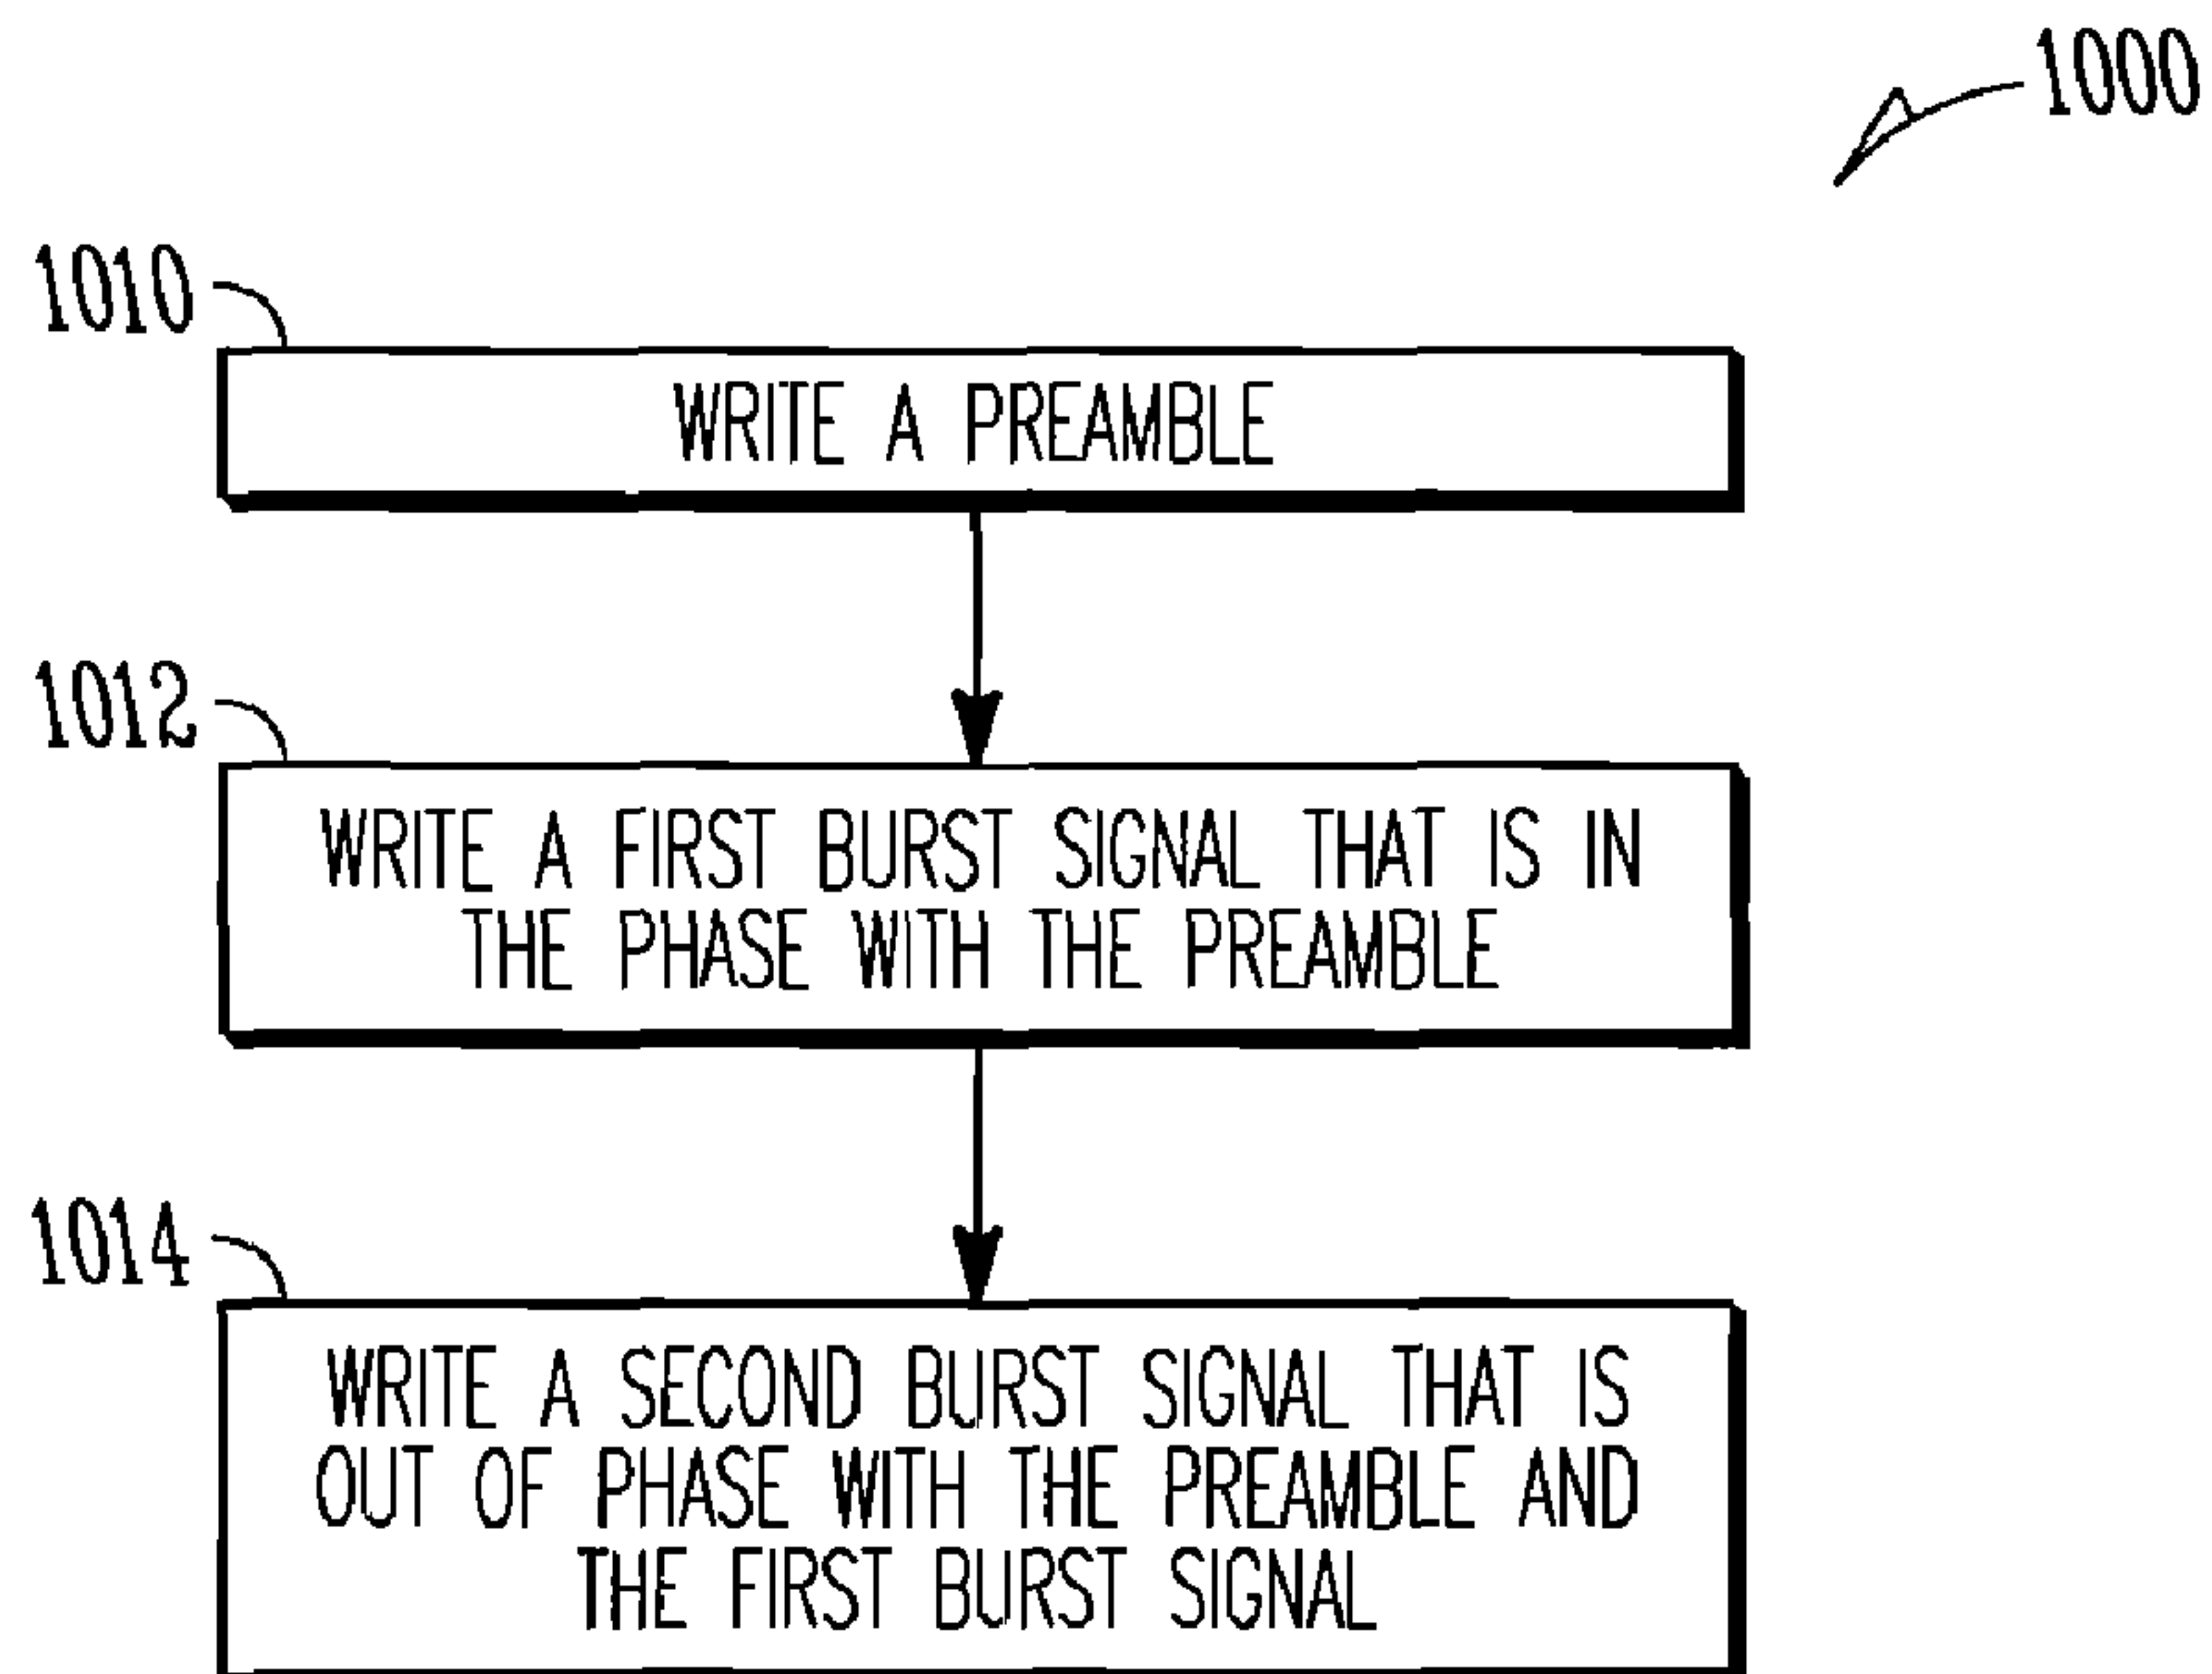 1000
1010
WRITE A PREAMBLE
1012
WRITE A FIRST BURST SIGNAL THAT IS IN
THE PHASE WITH THE PREAMBLE
1014
WRITE A SECOND BURST SIGNAL THAT IS
OUT OF PHASE WITH THE PREAMBLE AND
THE FIRST BURST SIGNAL